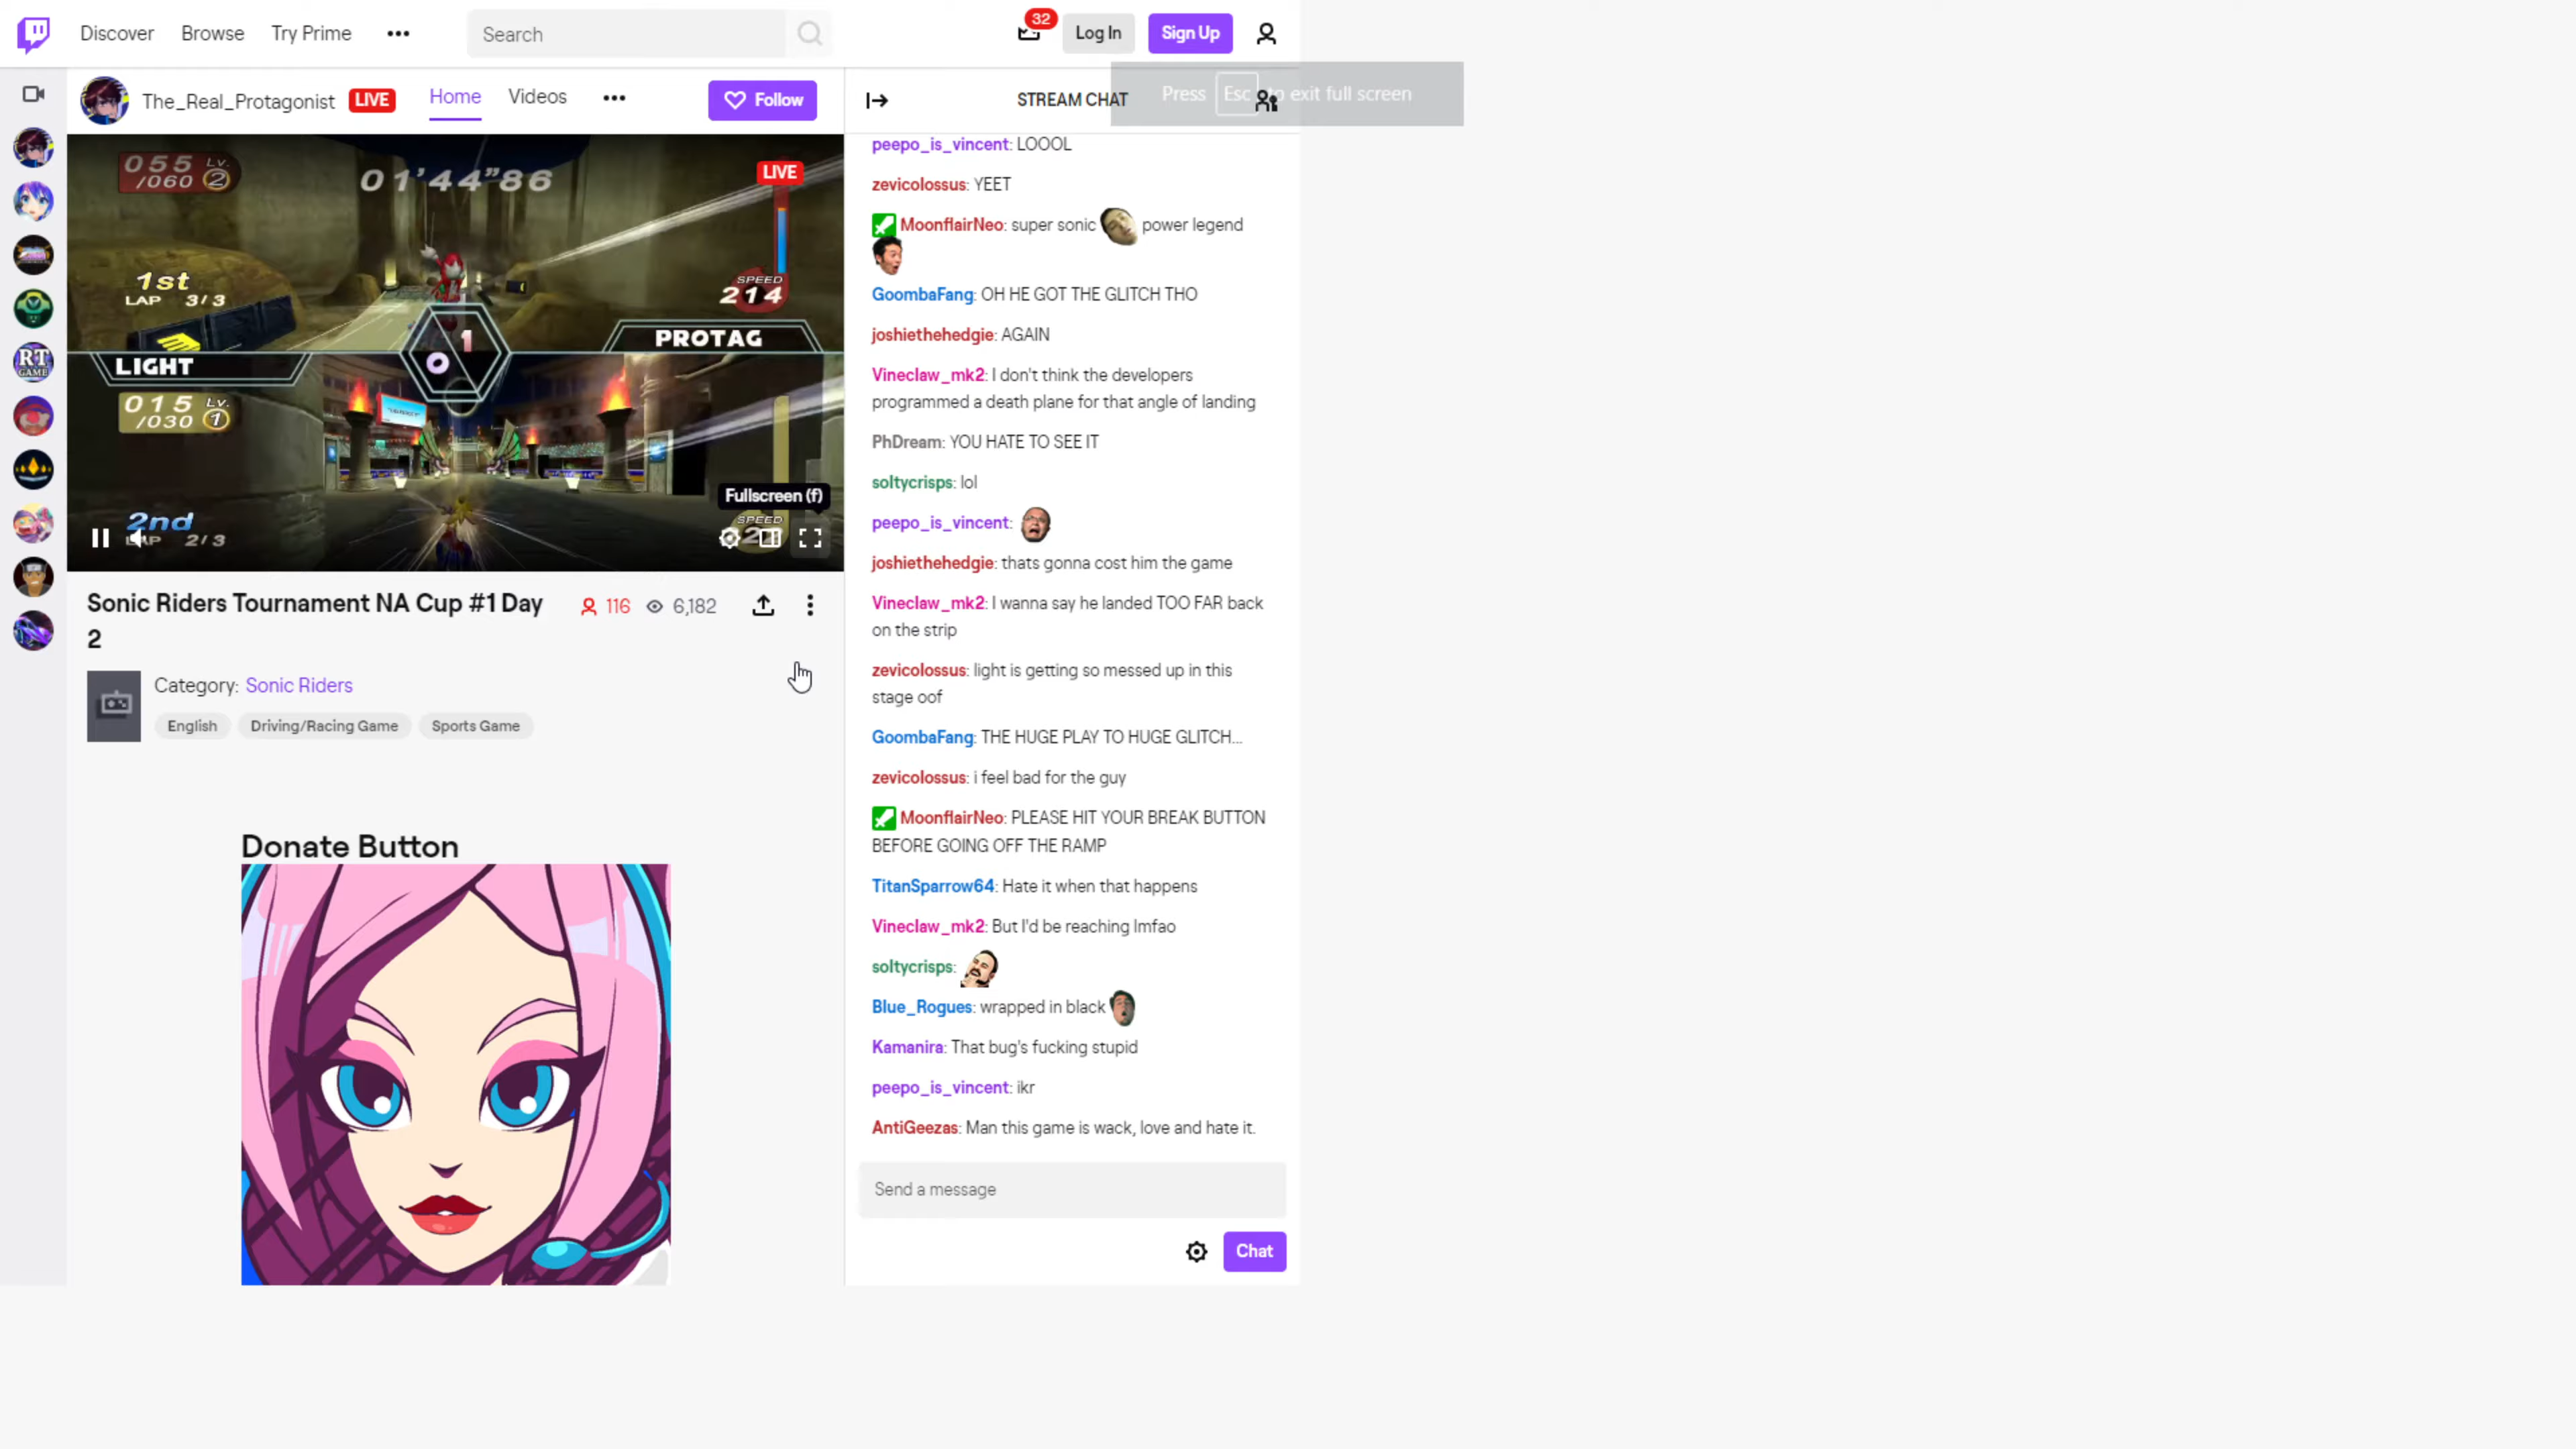 Discover Browse Try Prime Search 32 Log In Sign Up
The_Real_Protagonist LIVE Home Videos Follow
STREAM CHAT Press Esc to exit full screen
055 Lv. 2
/060
01'44"86
LIVE
1st
LAP 3/3
SPEED
214
1
PROTAG
LIGHT
0
015 Lv. 1
/030
Fullscreen (f)
2nd
LAP 2/3
SPEED
Sonic Riders Tournament NA Cup #1 Day
2
116 6,182
Category: Sonic Riders
English Driving/Racing Game Sports Game
Donate Button
RT
GAME
peepo_is_vincent: LOOOL
zevicolossus: YEET
MoonflairNeo: super sonic power legend
GoombaFang: OH HE GOT THE GLITCH THO
joshiethehedgie: AGAIN
Vineclaw_mk2: I don't think the developers
programmed a death plane for that angle of landing
PhDream: YOU HATE TO SEE IT
soltycrisps: lol
peepo_is_vincent:
joshiethehedgie: thats gonna cost him the game
Vineclaw_mk2: I wanna say he landed TOO FAR back
on the strip
zevicolossus: light is getting so messed up in this
stage oof
GoombaFang: THE HUGE PLAY TO HUGE GLITCH...
zevicolossus: i feel bad for the guy
MoonflairNeo: PLEASE HIT YOUR BREAK BUTTON
BEFORE GOING OFF THE RAMP
TitanSparrow64: Hate it when that happens
Vineclaw_mk2: But I'd be reaching lmfao
soltycrisps:
Blue_Rogues: wrapped in black
Kamanira: That bug's fucking stupid
peepo_is_vincent: ikr
AntiGeezas: Man this game is wack, love and hate it.
Send a message
Chat